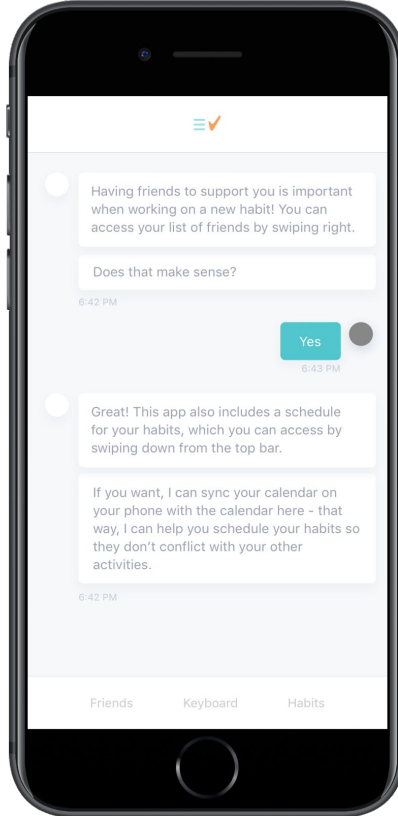 Having friends to support you is important
when working on a new habit! You can
access your list of friends by swiping right.
Does that make sense?
6:42 PM
Yes
6:43 PM
Great! This app also includes a schedule
for your habits, which you can access by
swiping down from the top bar.
If you want, I can sync your calendar on
your phone with the calendar here - that
way, I can help you schedule your habits so
they don’t conflict with your other
activities.
6:42 PM
Friends Keyboard Habits